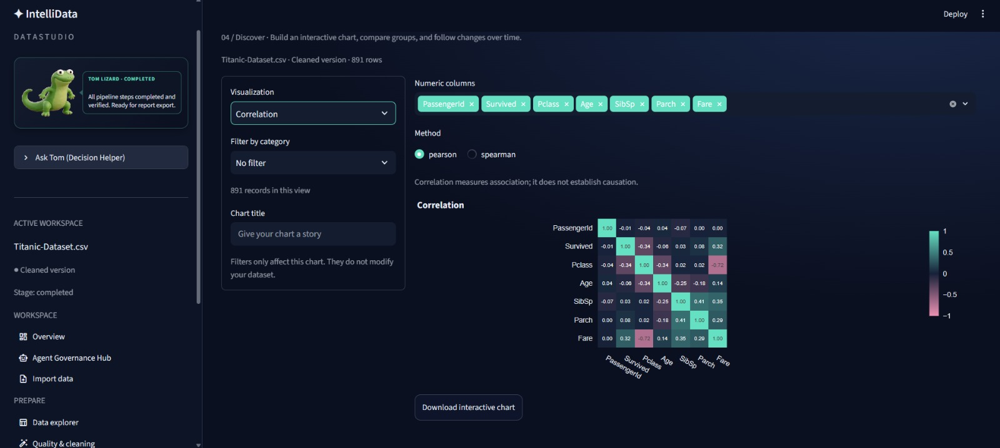 IntelliData
DATASTUDIO
TOM LIZARD · COMPLETED
All pipeline steps completed and
verified. Ready for report export.
Ask Tom (Decision Helper)
ACTIVE WORKSPACE
Titanic-Dataset.csv
Cleaned version
Stage: completed
WORKSPACE
Overview
Agent Governance Hub
Import data
PREPARE
Data explorer
Quality & cleaning
Deploy
04 / Discover · Build an interactive chart, compare groups, and follow changes over time.
Titanic-Dataset.csv · Cleaned version · 891 rows
Visualization
Correlation
Filter by category
No filter
891 records in this view
Chart title
Give your chart a story
Filters only affect this chart. They do not modify
your dataset.
Numeric columns
PassengerId × Survived × Pclass × Age × SibSp × Parch × Fare ×
Method
pearson spearman
Correlation measures association; it does not establish causation.
Correlation
PassengerId 1.00 -0.01 -0.04 0.04 -0.07 0.00 0.00
Survived -0.01 1.00 -0.34 -0.06 0.03 0.08 0.32
Pclass -0.04 -0.34 1.00 -0.34 0.02 0.02 -0.72
Age 0.04 -0.06 -0.34 1.00 -0.25 -0.18 0.14
SibSp -0.07 0.03 0.02 -0.25 1.00 0.41 0.35
Parch 0.00 0.08 0.02 -0.18 0.41 1.00 0.29
Fare 0.00 0.32 -0.72 0.14 0.35 0.29 1.00
PassengerId Survived Pclass Age SibSp Parch Fare
1
0.5
0
−0.5
−1
Download interactive chart